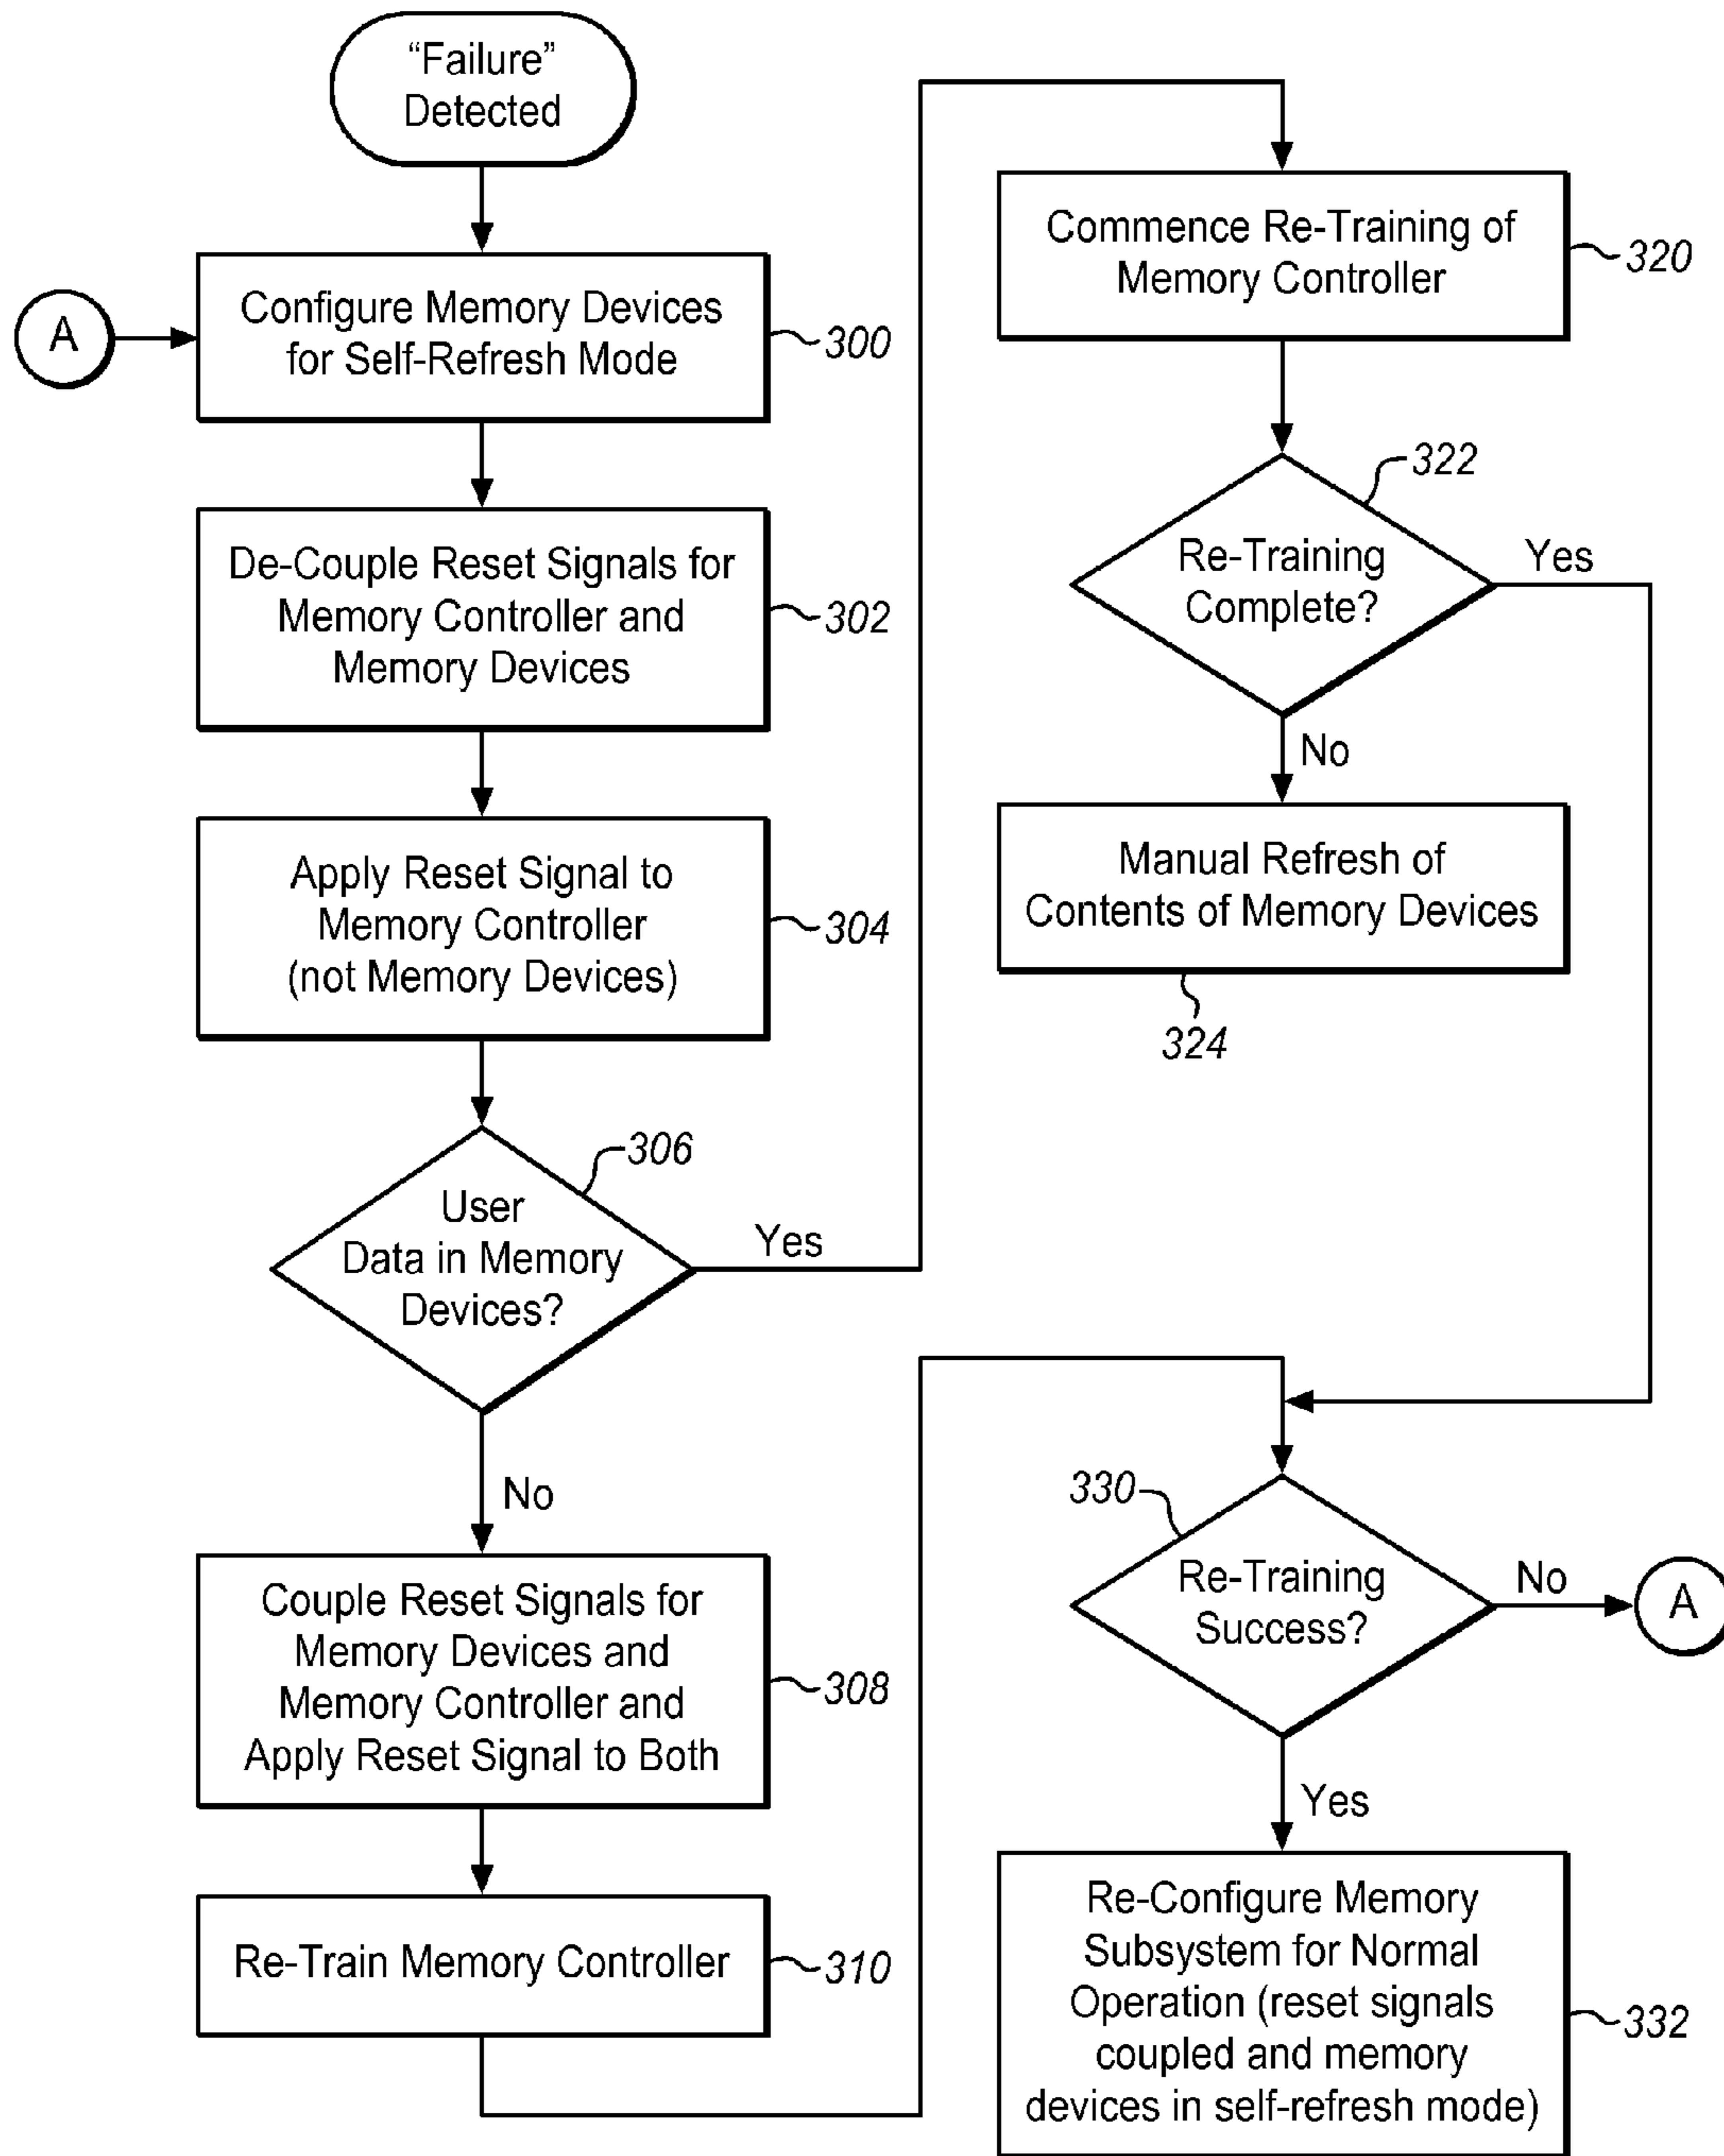 “Failure”
Detected
A
Configure Memory Devices
for Self-Refresh Mode
300
De-Couple Reset Signals for
Memory Controller and
Memory Devices
302
Apply Reset Signal to
Memory Controller
(not Memory Devices)
304
306
User
Data in Memory
Devices?
Yes
No
Couple Reset Signals for
Memory Devices and
Memory Controller and
Apply Reset Signal to Both
308
Re-Train Memory Controller
310
Commence Re-Training of
Memory Controller
320
322
Re-Training
Complete?
Yes
No
Manual Refresh of
Contents of Memory Devices
324
330
Re-Training
Success?
No
A
Yes
Re-Configure Memory
Subsystem for Normal
Operation (reset signals
coupled and memory
devices in self-refresh mode)
332